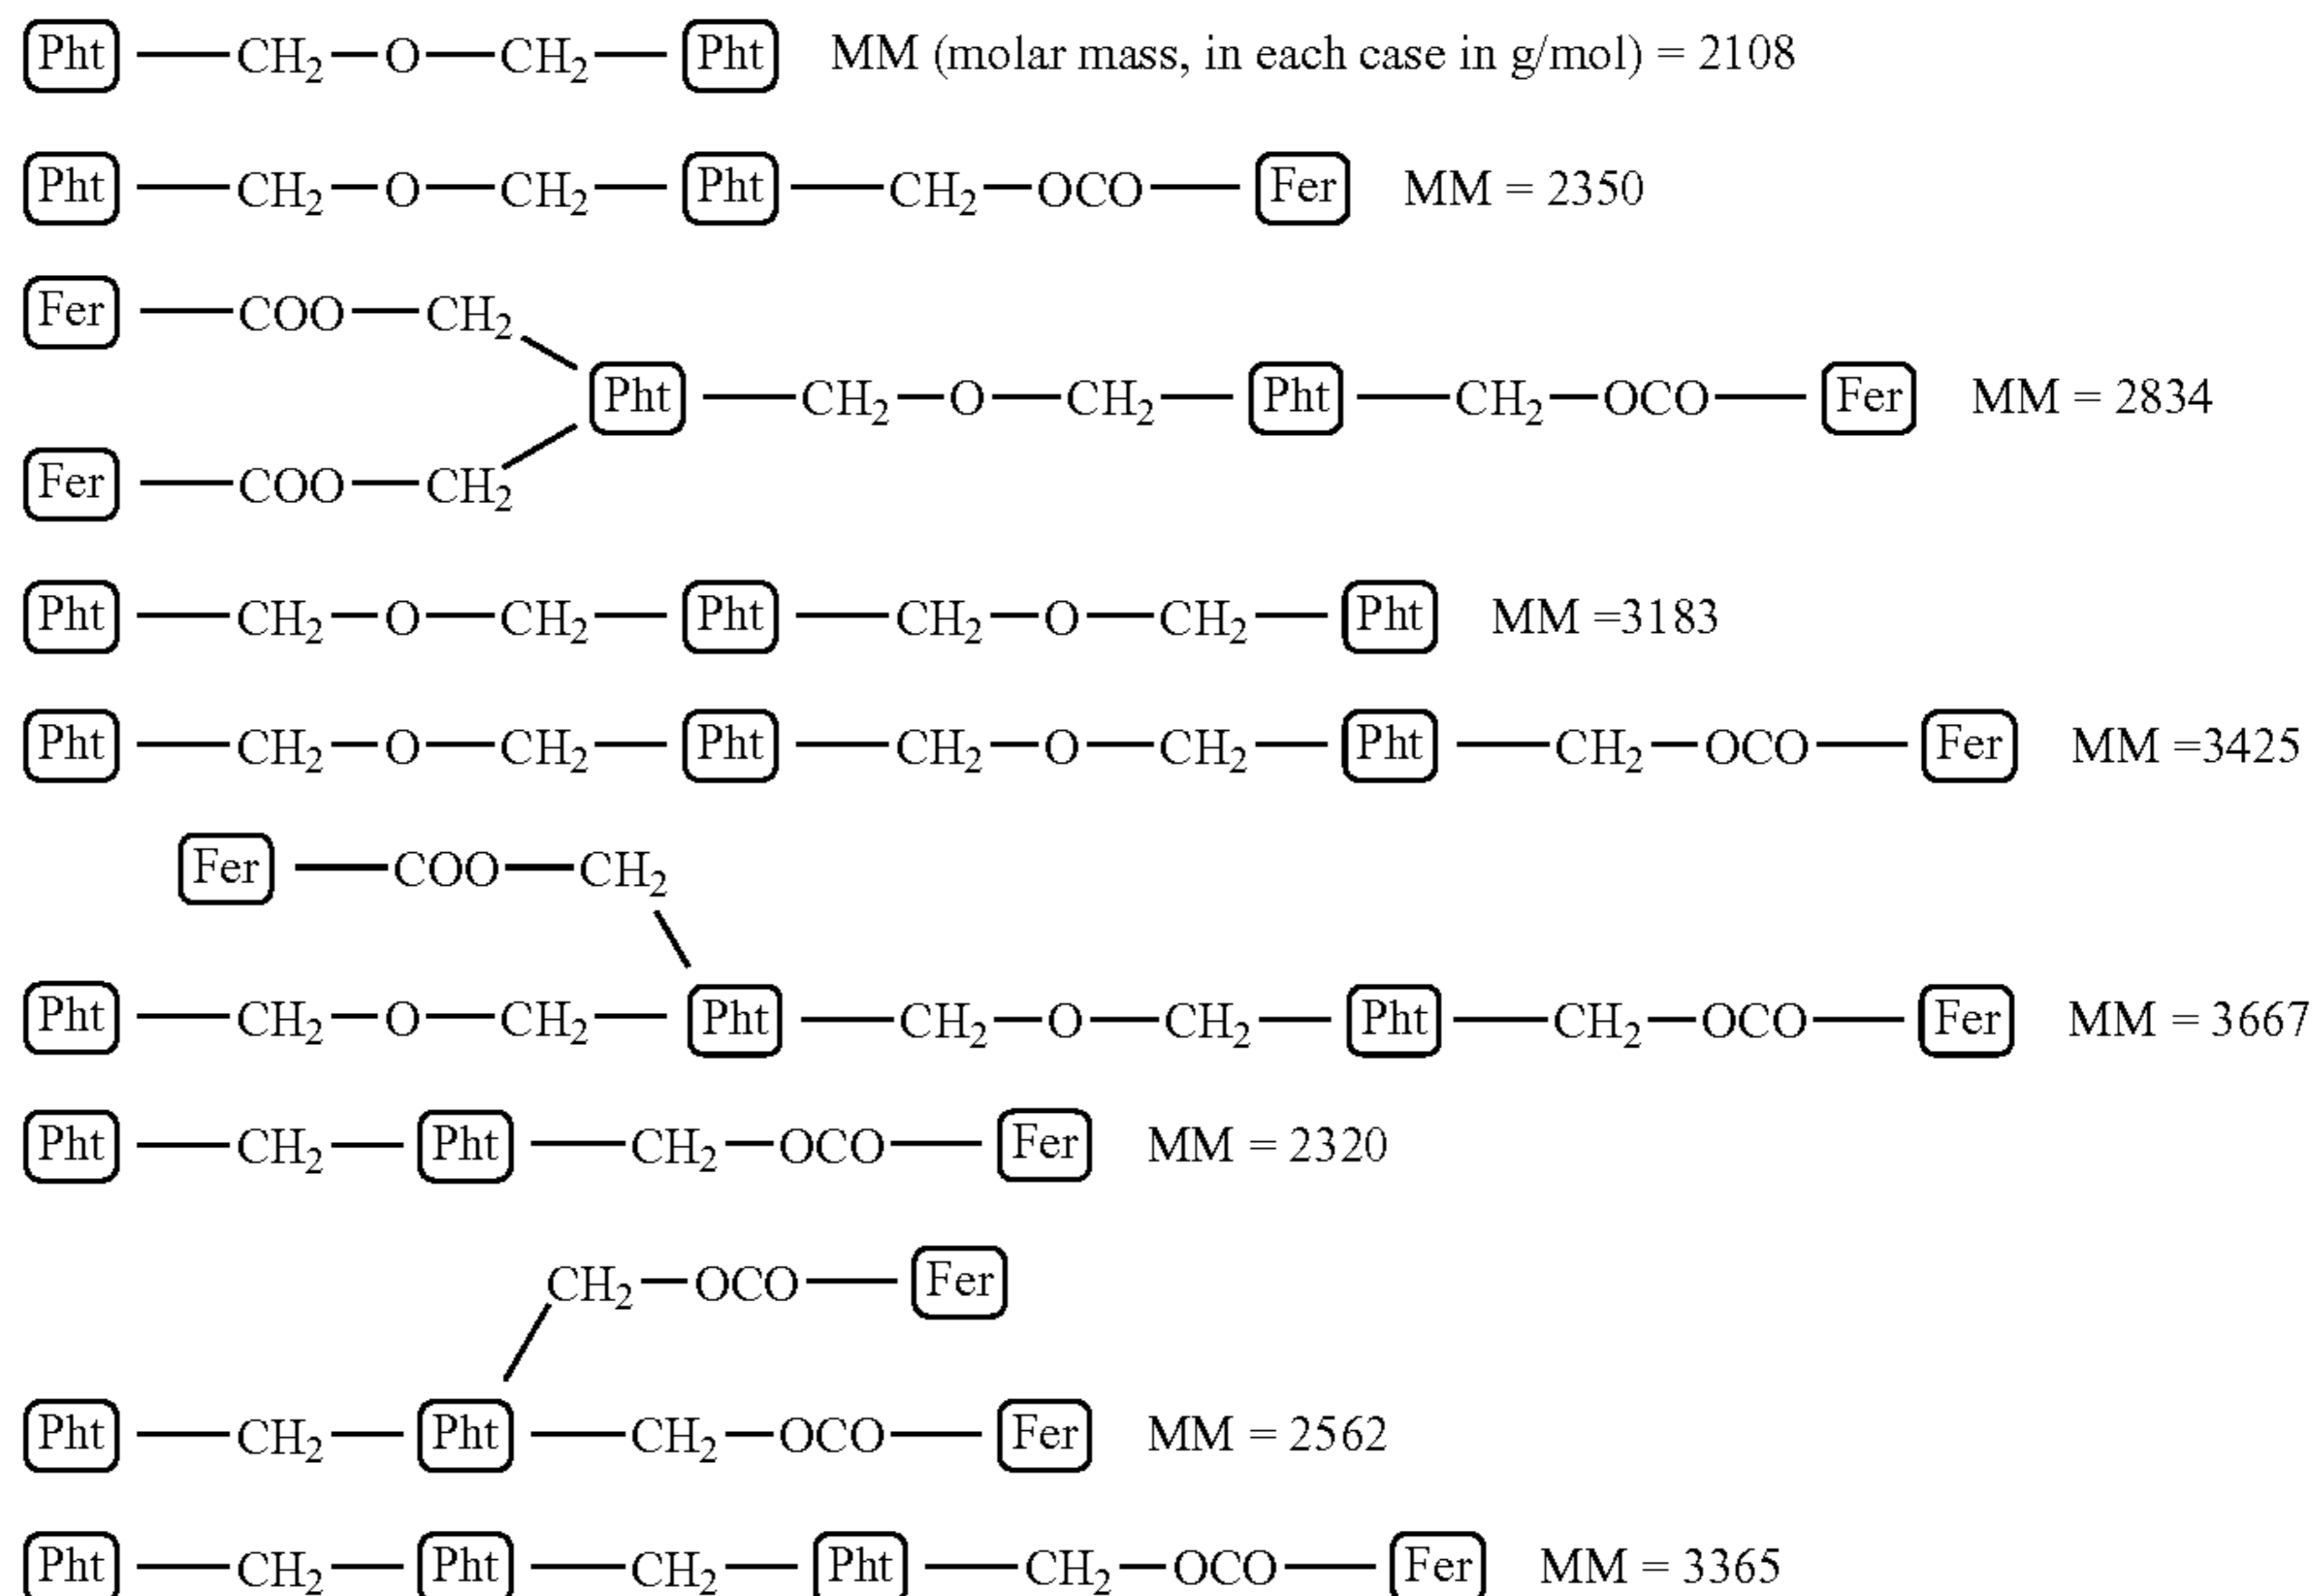 Pht — CH₂ — O — CH₂ — Pht MM (molar mass, in each case in g/mol) = 2108
Pht — CH₂ — O — CH₂ — Pht — CH₂ — OCO — Fer MM = 2350
Fer — COO — CH₂
Pht — CH₂ — O — CH₂ — Pht — CH₂ — OCO — Fer MM = 2834
Fer — COO — CH₂
Pht — CH₂ — O — CH₂ — Pht — CH₂ — O — CH₂ — Pht MM =3183
Pht — CH₂ — O — CH₂ — Pht — CH₂ — O — CH₂ — Pht — CH₂ — OCO — Fer MM =3425
Fer — COO — CH₂
Pht — CH₂ — O — CH₂ — Pht — CH₂ — O — CH₂ — Pht — CH₂ — OCO — Fer MM = 3667
Pht — CH₂ — Pht — CH₂ — OCO — Fer MM = 2320
CH₂ — OCO — Fer
Pht — CH₂ — Pht — CH₂ — OCO — Fer MM = 2562
Pht — CH₂ — Pht — CH₂ — Pht — CH₂ — OCO — Fer MM = 3365